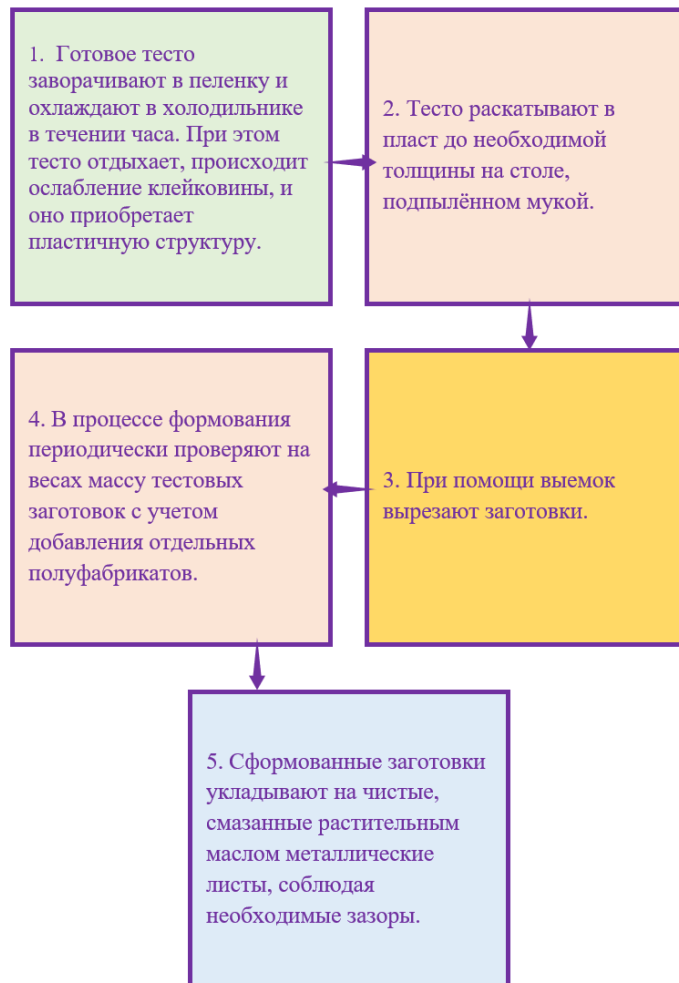 1. Готовое тесто
заворачивают в пеленку и
охлаждают в холодильнике
в течении часа. При этом
тесто отдыхает, происходит
ослабление клейковины, и
оно приобретает
пластичную структуру.
2. Тесто раскатывают в
пласт до необходимой
толщины на столе,
подпылённом мукой.
3. При помощи выемок
вырезают заготовки.
4. В процессе формования
периодически проверяют на
весах массу тестовых
заготовок с учетом
добавления отдельных
полуфабрикатов.
5. Сформованные заготовки
укладывают на чистые,
смазанные растительным
маслом металлические
листы, соблюдая
необходимые зазоры.